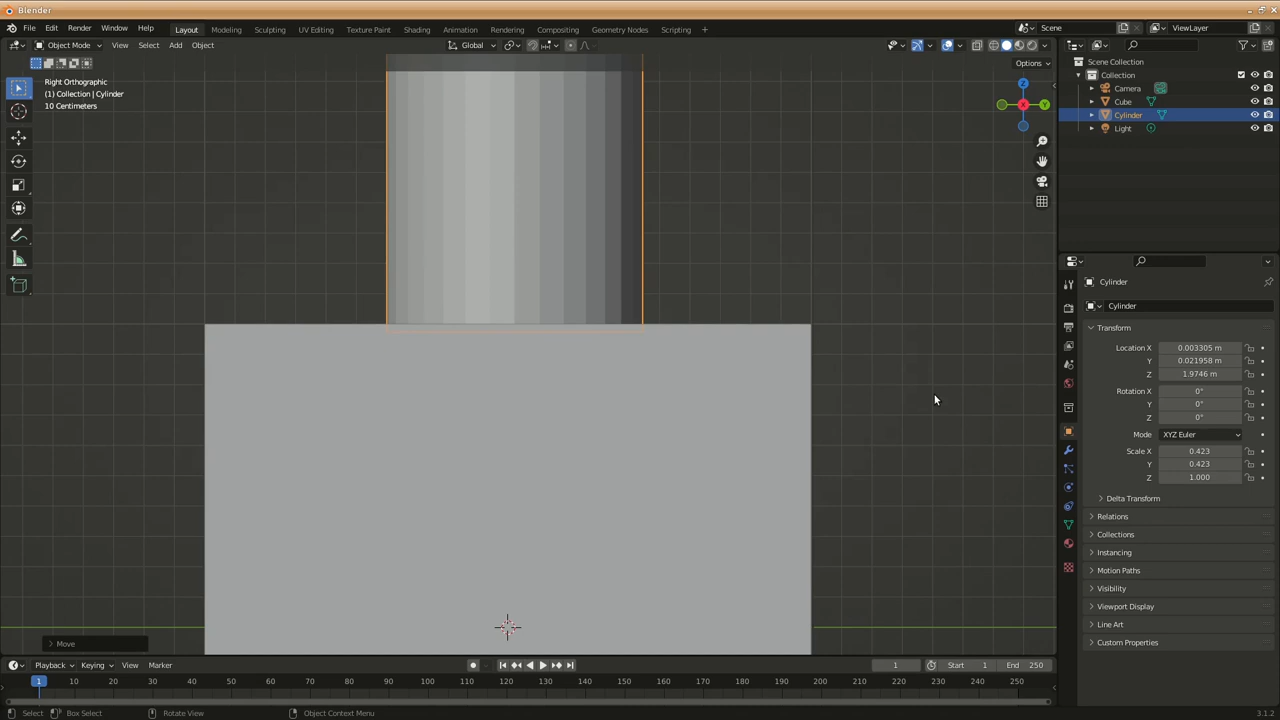 Blender
File Edit Render Window Help Layout Modeling Sculpting UV Editing Texture Paint Shading Animation Rendering Compositing Geometry Nodes Scripting + Scene ViewLayer
Object Mode View Select Add Object Global
Options
Right Orthographic
(1) Collection | Cylinder
10 Centimeters
Z
X
Y
Move
Scene Collection
Collection
Camera
Cube
Cylinder
Light
Cylinder
Cylinder
Transform
Location X 0.003305 m
Y 0.021958 m
Z 1.9746 m
Rotation X 0°
Y 0°
Z 0°
Mode XYZ Euler
Scale X 0.423
Y 0.423
Z 1.000
Delta Transform
Relations
Collections
Instancing
Motion Paths
Visibility
Viewport Display
Line Art
Custom Properties
Playback Keying View Marker 1 Start 1 End 250
1 10 20 30 40 50 60 70 80 90 100 110 120 130 140 150 160 170 180 190 200 210 220 230 240 250
Select Box Select Rotate View Object Context Menu 3.1.2